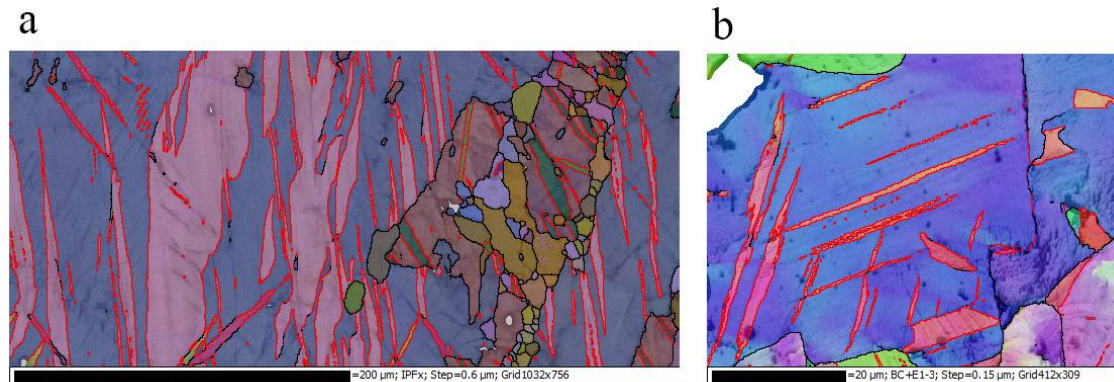 a
b
=200 µm; IPFx; Step=0.6 µm; Grid1032x756
=20 µm; BC+E1-3; Step=0.15 µm; Grid412x309